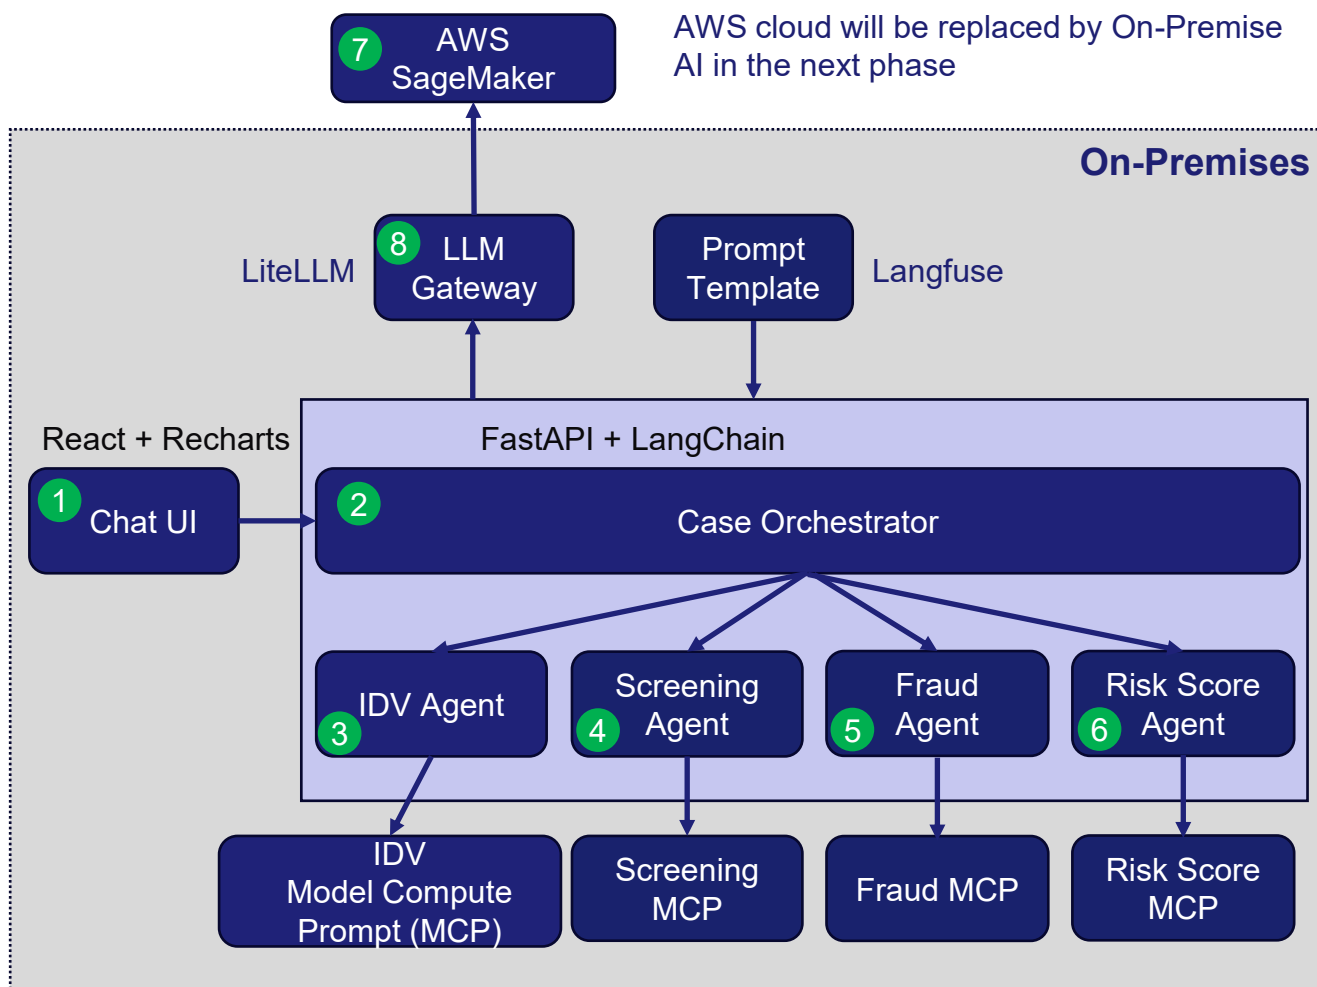 7
AWS
SageMaker
AWS cloud will be replaced by On-Premise
AI in the next phase
On-Premises
LiteLLM
8
LLM
Gateway
Prompt
Template
Langfuse
React + Recharts
FastAPI + LangChain
1
Chat UI
2
Case Orchestrator
IDV Agent
3
Screening
Agent
4
Fraud
Agent
5
Risk Score
Agent
6
IDV
Model Compute
Prompt (MCP)
Screening
MCP
Fraud MCP
Risk Score
MCP